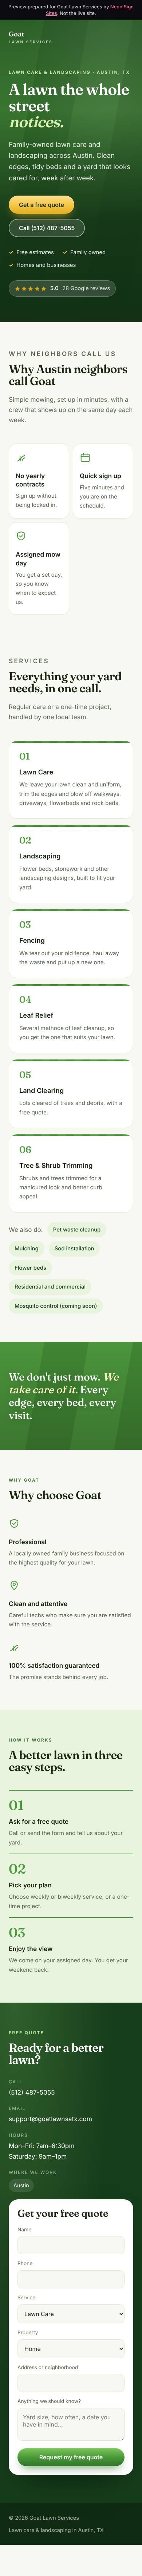 Preview prepared for Goat Lawn Services by Neon Sign
Sites. Not the live site.
Goat
LAWN SERVICES
LAWN CARE & LANDSCAPING · AUSTIN, TX
A lawn the whole
street
notices.
Family-owned lawn care and
landscaping across Austin. Clean
edges, tidy beds and a yard that looks
cared for, week after week.
Get a free quote
Call (512) 487-5055
✓ Free estimates ✓ Family owned
✓ Homes and businesses
★★★★★ 5.0 28 Google reviews
WHY NEIGHBORS CALL US
Why Austin neighbors
call Goat
Simple mowing, set up in minutes, with a
crew that shows up on the same day each
week.
No yearly
contracts
Sign up without
being locked in.
Quick sign up
Five minutes and
you are on the
schedule.
Assigned mow
day
You get a set day,
so you know
when to expect
us.
SERVICES
Everything your yard
needs, in one call.
Regular care or a one-time project,
handled by one local team.
01
Lawn Care
We leave your lawn clean and uniform,
trim the edges and blow off walkways,
driveways, flowerbeds and rock beds.
02
Landscaping
Flower beds, stonework and other
landscaping designs, built to fit your
yard.
03
Fencing
We tear out your old fence, haul away
the waste and put up a new one.
04
Leaf Relief
Several methods of leaf cleanup, so
you get the one that suits your lawn.
05
Land Clearing
Lots cleared of trees and debris, with a
free quote.
06
Tree & Shrub Trimming
Shrubs and trees trimmed for a
manicured look and better curb
appeal.
We also do: Pet waste cleanup
Mulching Sod installation
Flower beds
Residential and commercial
Mosquito control (coming soon)
We don't just mow. We
take care of it. Every
edge, every bed, every
visit.
WHY GOAT
Why choose Goat
Professional
A locally owned family business focused on
the highest quality for your lawn.
Clean and attentive
Careful techs who make sure you are satisfied
with the service.
100% satisfaction guaranteed
The promise stands behind every job.
HOW IT WORKS
A better lawn in three
easy steps.
01
Ask for a free quote
Call or send the form and tell us about your
yard.
02
Pick your plan
Choose weekly or biweekly service, or a one-
time project.
03
Enjoy the view
We come on your assigned day. You get your
weekend back.
FREE QUOTE
Ready for a better
lawn?
CALL
(512) 487-5055
EMAIL
support@goatlawnsatx.com
HOURS
Mon–Fri: 7am–6:30pm
Saturday: 9am–1pm
WHERE WE WORK
Austin
Get your free quote
Name
Phone
Service
Lawn Care
Property
Home
Address or neighborhood
Anything we should know?
Yard size, how often, a date you
have in mind...
Request my free quote
© 2026 Goat Lawn Services
Lawn care & landscaping in Austin, TX